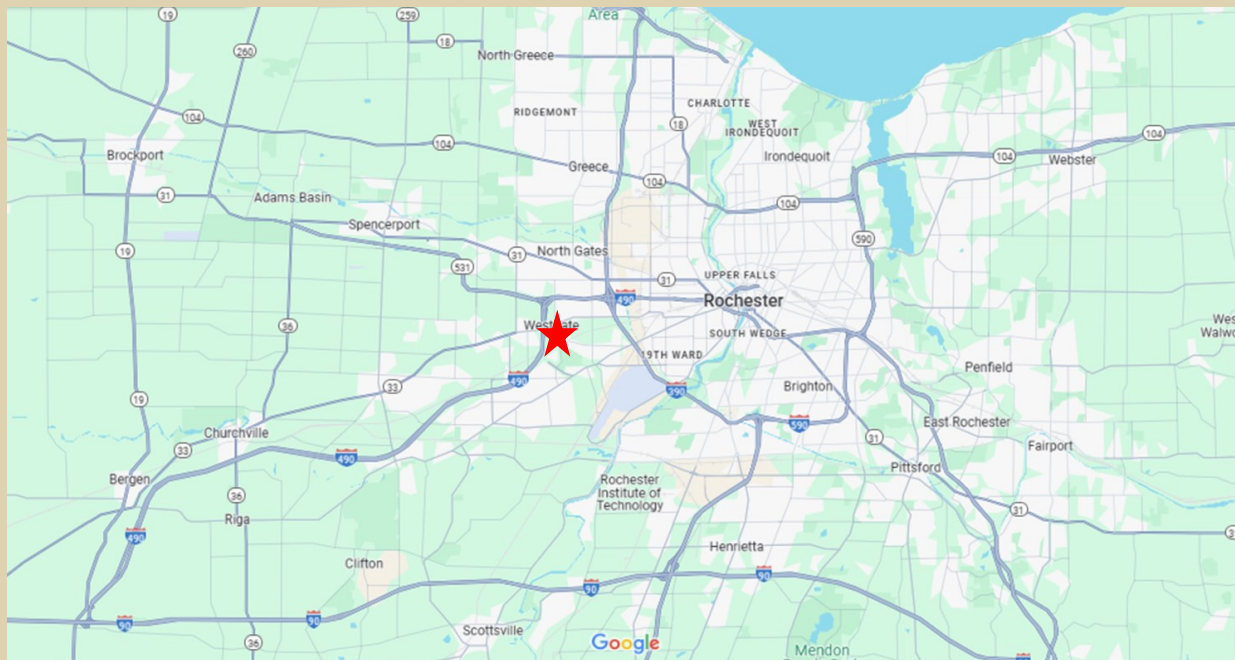 Area
259
19
18
260
North Greece
RIDGEMONT
CHARLOTTE
104
18
WEST
IRONDEQUOIT
104
Brockport
104
Greece
Irondequoit
104
Webster
104
31
Adams Basin
104
104
Spencerport
590
19
31
North Gates
531
31
UPPER FALLS
490
Rochester
36
SOUTH WEDGE
19TH WARD
490
33
390
Brighton
Penfield
19
590
East Rochester
Churchville
31
Fairport
33
490
Pittsford
Bergen
Rochester
Institute of
Technology
36
Riga
31
490
Henrietta
Clifton
90
90
90
90
Scottsville
36
Google
Mendon